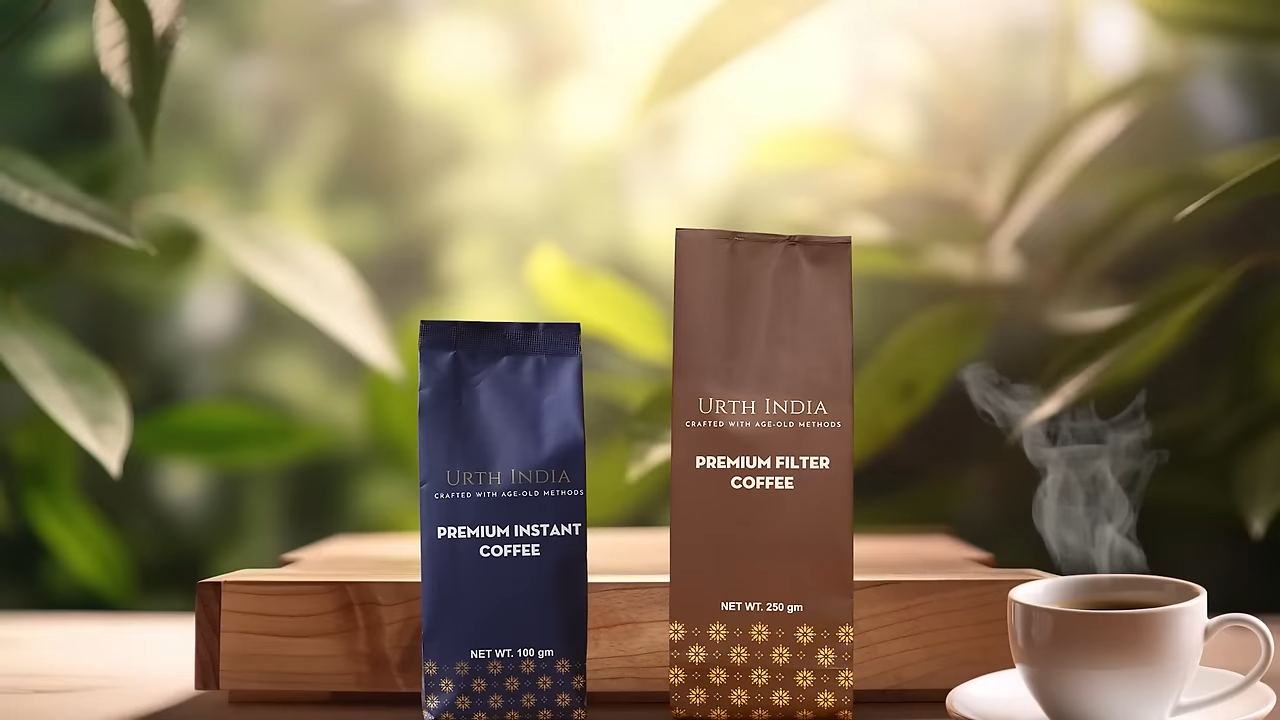 URTH INDIA
CRAFTED WITH AGE-OLD METHODS
PREMIUM INSTANT
COFFEE
NET WT. 100 gm
URTH INDIA
CRAFTED WITH AGE-OLD METHODS
PREMIUM FILTER
COFFEE
NET WT. 250 gm